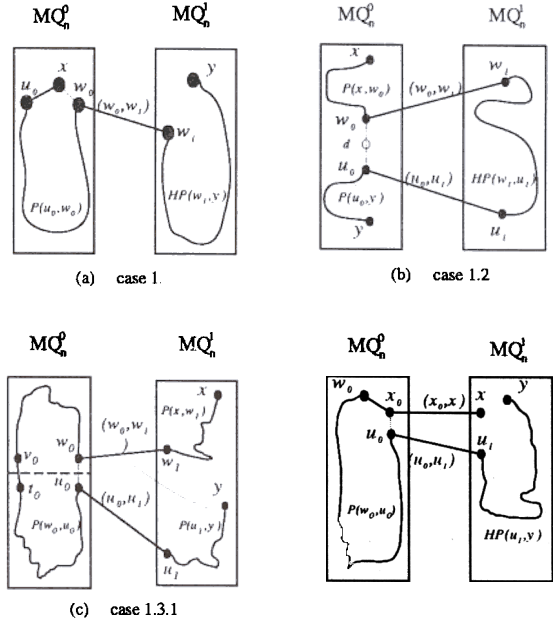 MQ⁰ₙ MQ¹ₙ
x
u₀ w₀
(w₀,w₁)
y
w₁
P(u₀,w₀)
HP(w₁,y)
(a) case 1.
MQ⁰ₙ MQ¹ₙ
x
P(x,w₀)
(w₀,w₁)
w₁
w₀
d
u₀
(u₀,u₁)
P(u₀,y)
HP(w₁,u₁)
y
u₁
(b) case 1.2
MQ⁰ₙ MQ¹ₙ
x
P(x,w₁)
(w₀,w₁
)
v₀ w₀
w₁
t₀ u₀
(u₀,u₁)
y
P(w₀,u₀)
P(u₁,y)
u₁
(c) case 1.3.1
MQ⁰ₙ MQ¹ₙ
w₀
x₀
(x₀,x)
x
y
u₀
(u₀,u₁)
u₁
P(w₀,u₀)
HP(u₁,y)